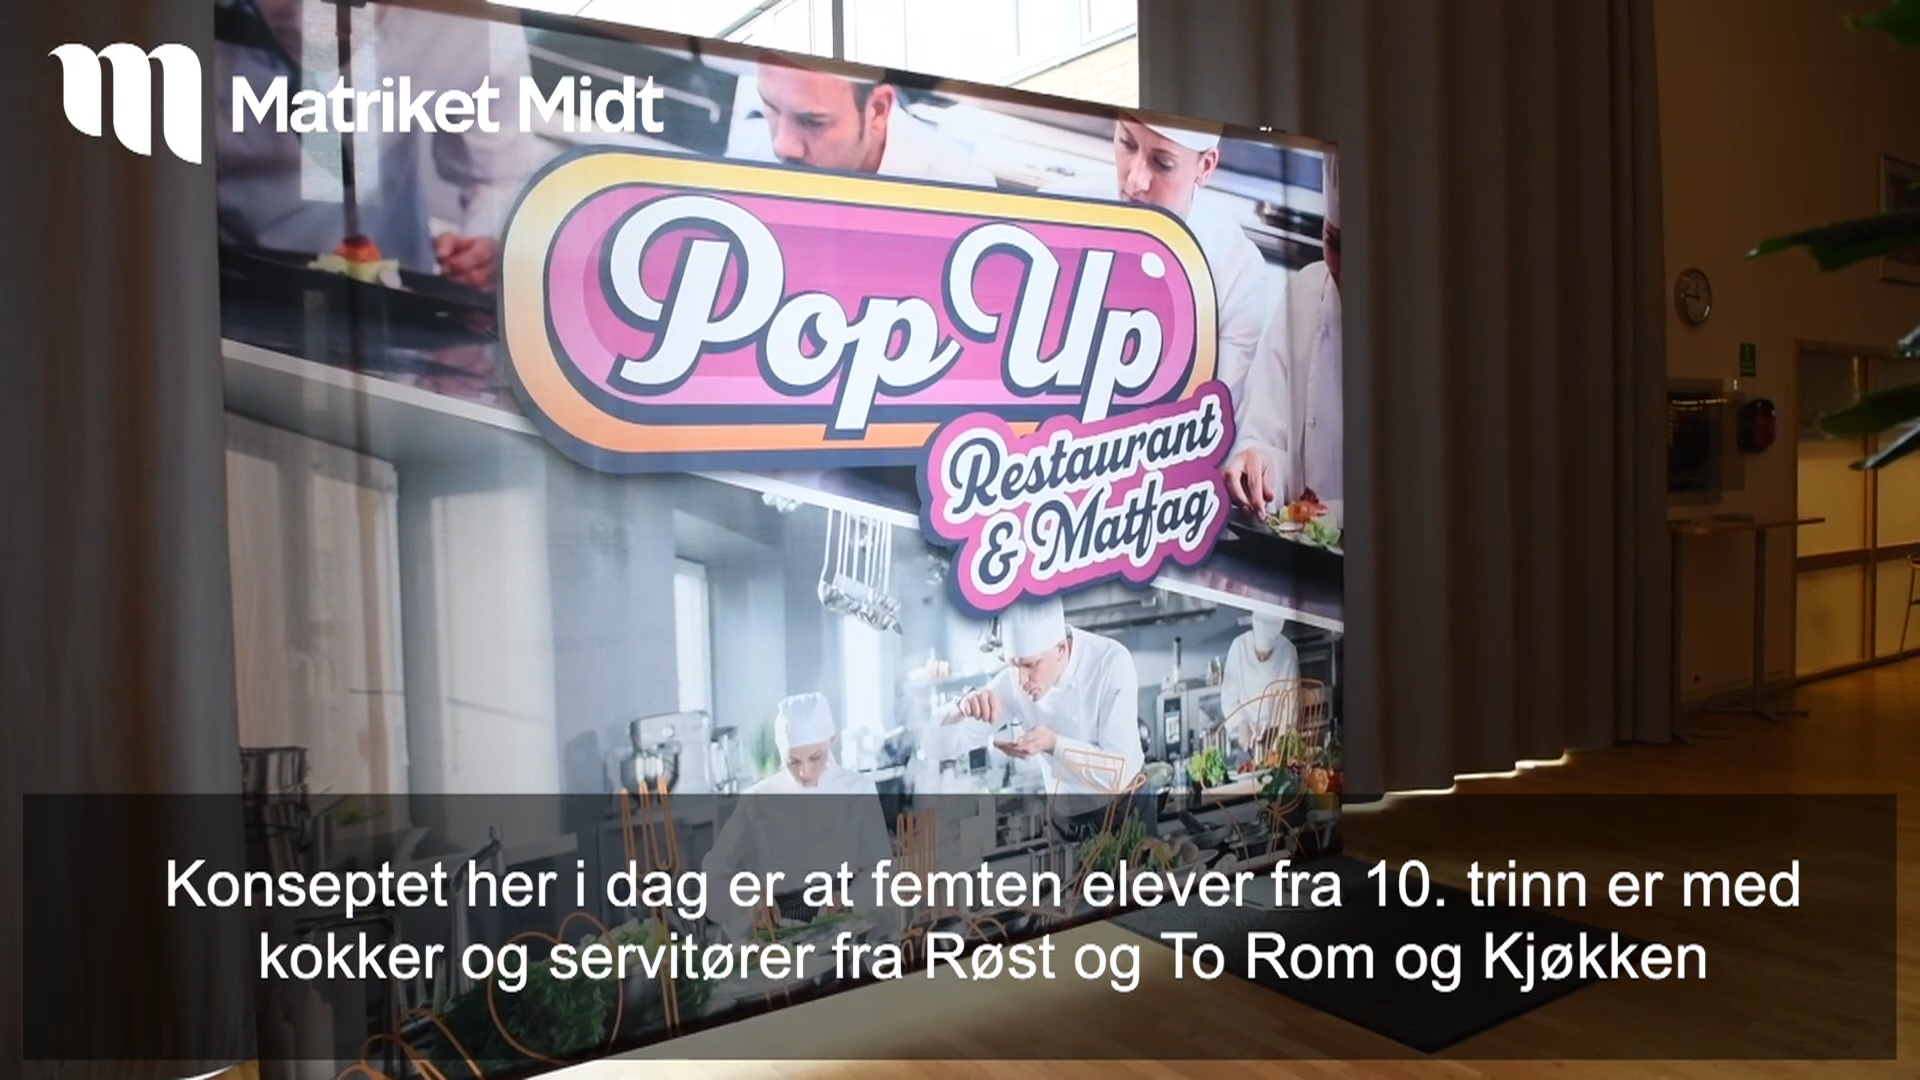 Matriket Midt
Pop Up
Restaurant
& Matfag
Konseptet her i dag er at femten elever fra 10. trinn er med
kokker og servitører fra Røst og To Rom og Kjøkken